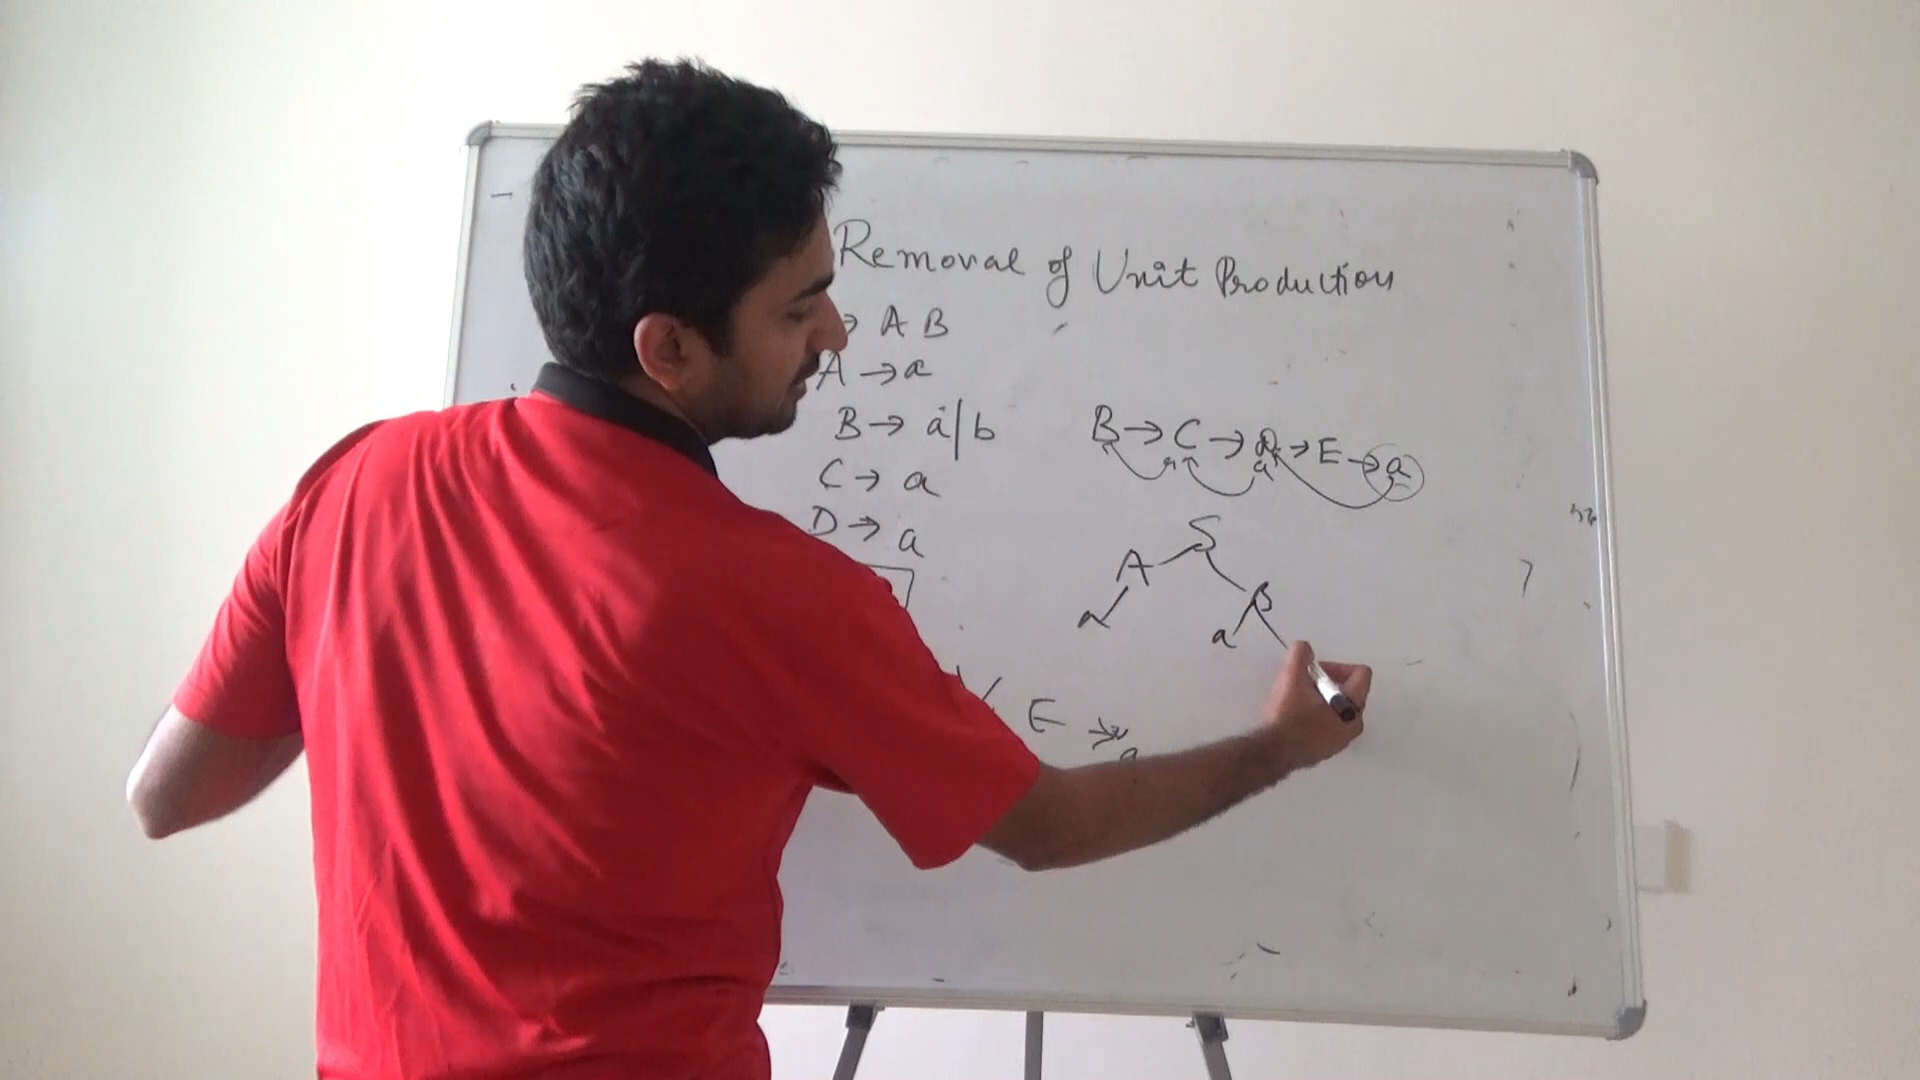 Removal of Unit Production
→ A B
A → a
B → a | b
C → a
D → a
B → C → D → E → a
a
a
S
A
B
a
a
E →
a